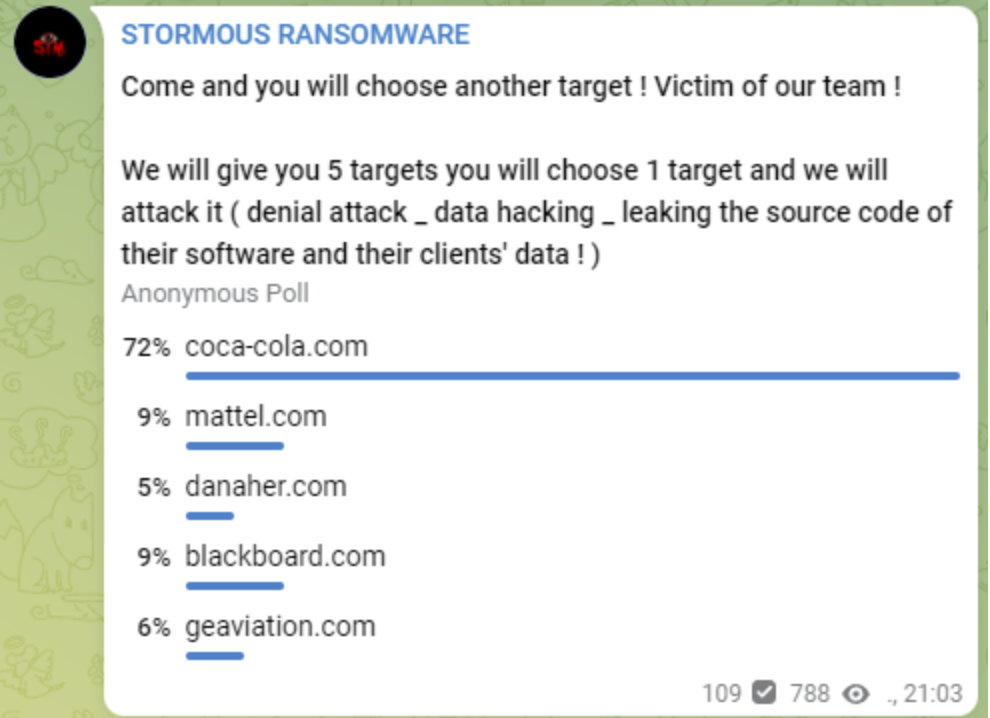 STM
STORMOUS RANSOMWARE
Come and you will choose another target ! Victim of our team !
We will give you 5 targets you will choose 1 target and we will
attack it ( denial attack _ data hacking _ leaking the source code of
their software and their clients' data ! )
Anonymous Poll
72% coca-cola.com
9% mattel.com
5% danaher.com
9% blackboard.com
6% geaviation.com
109 788 ., 21:03